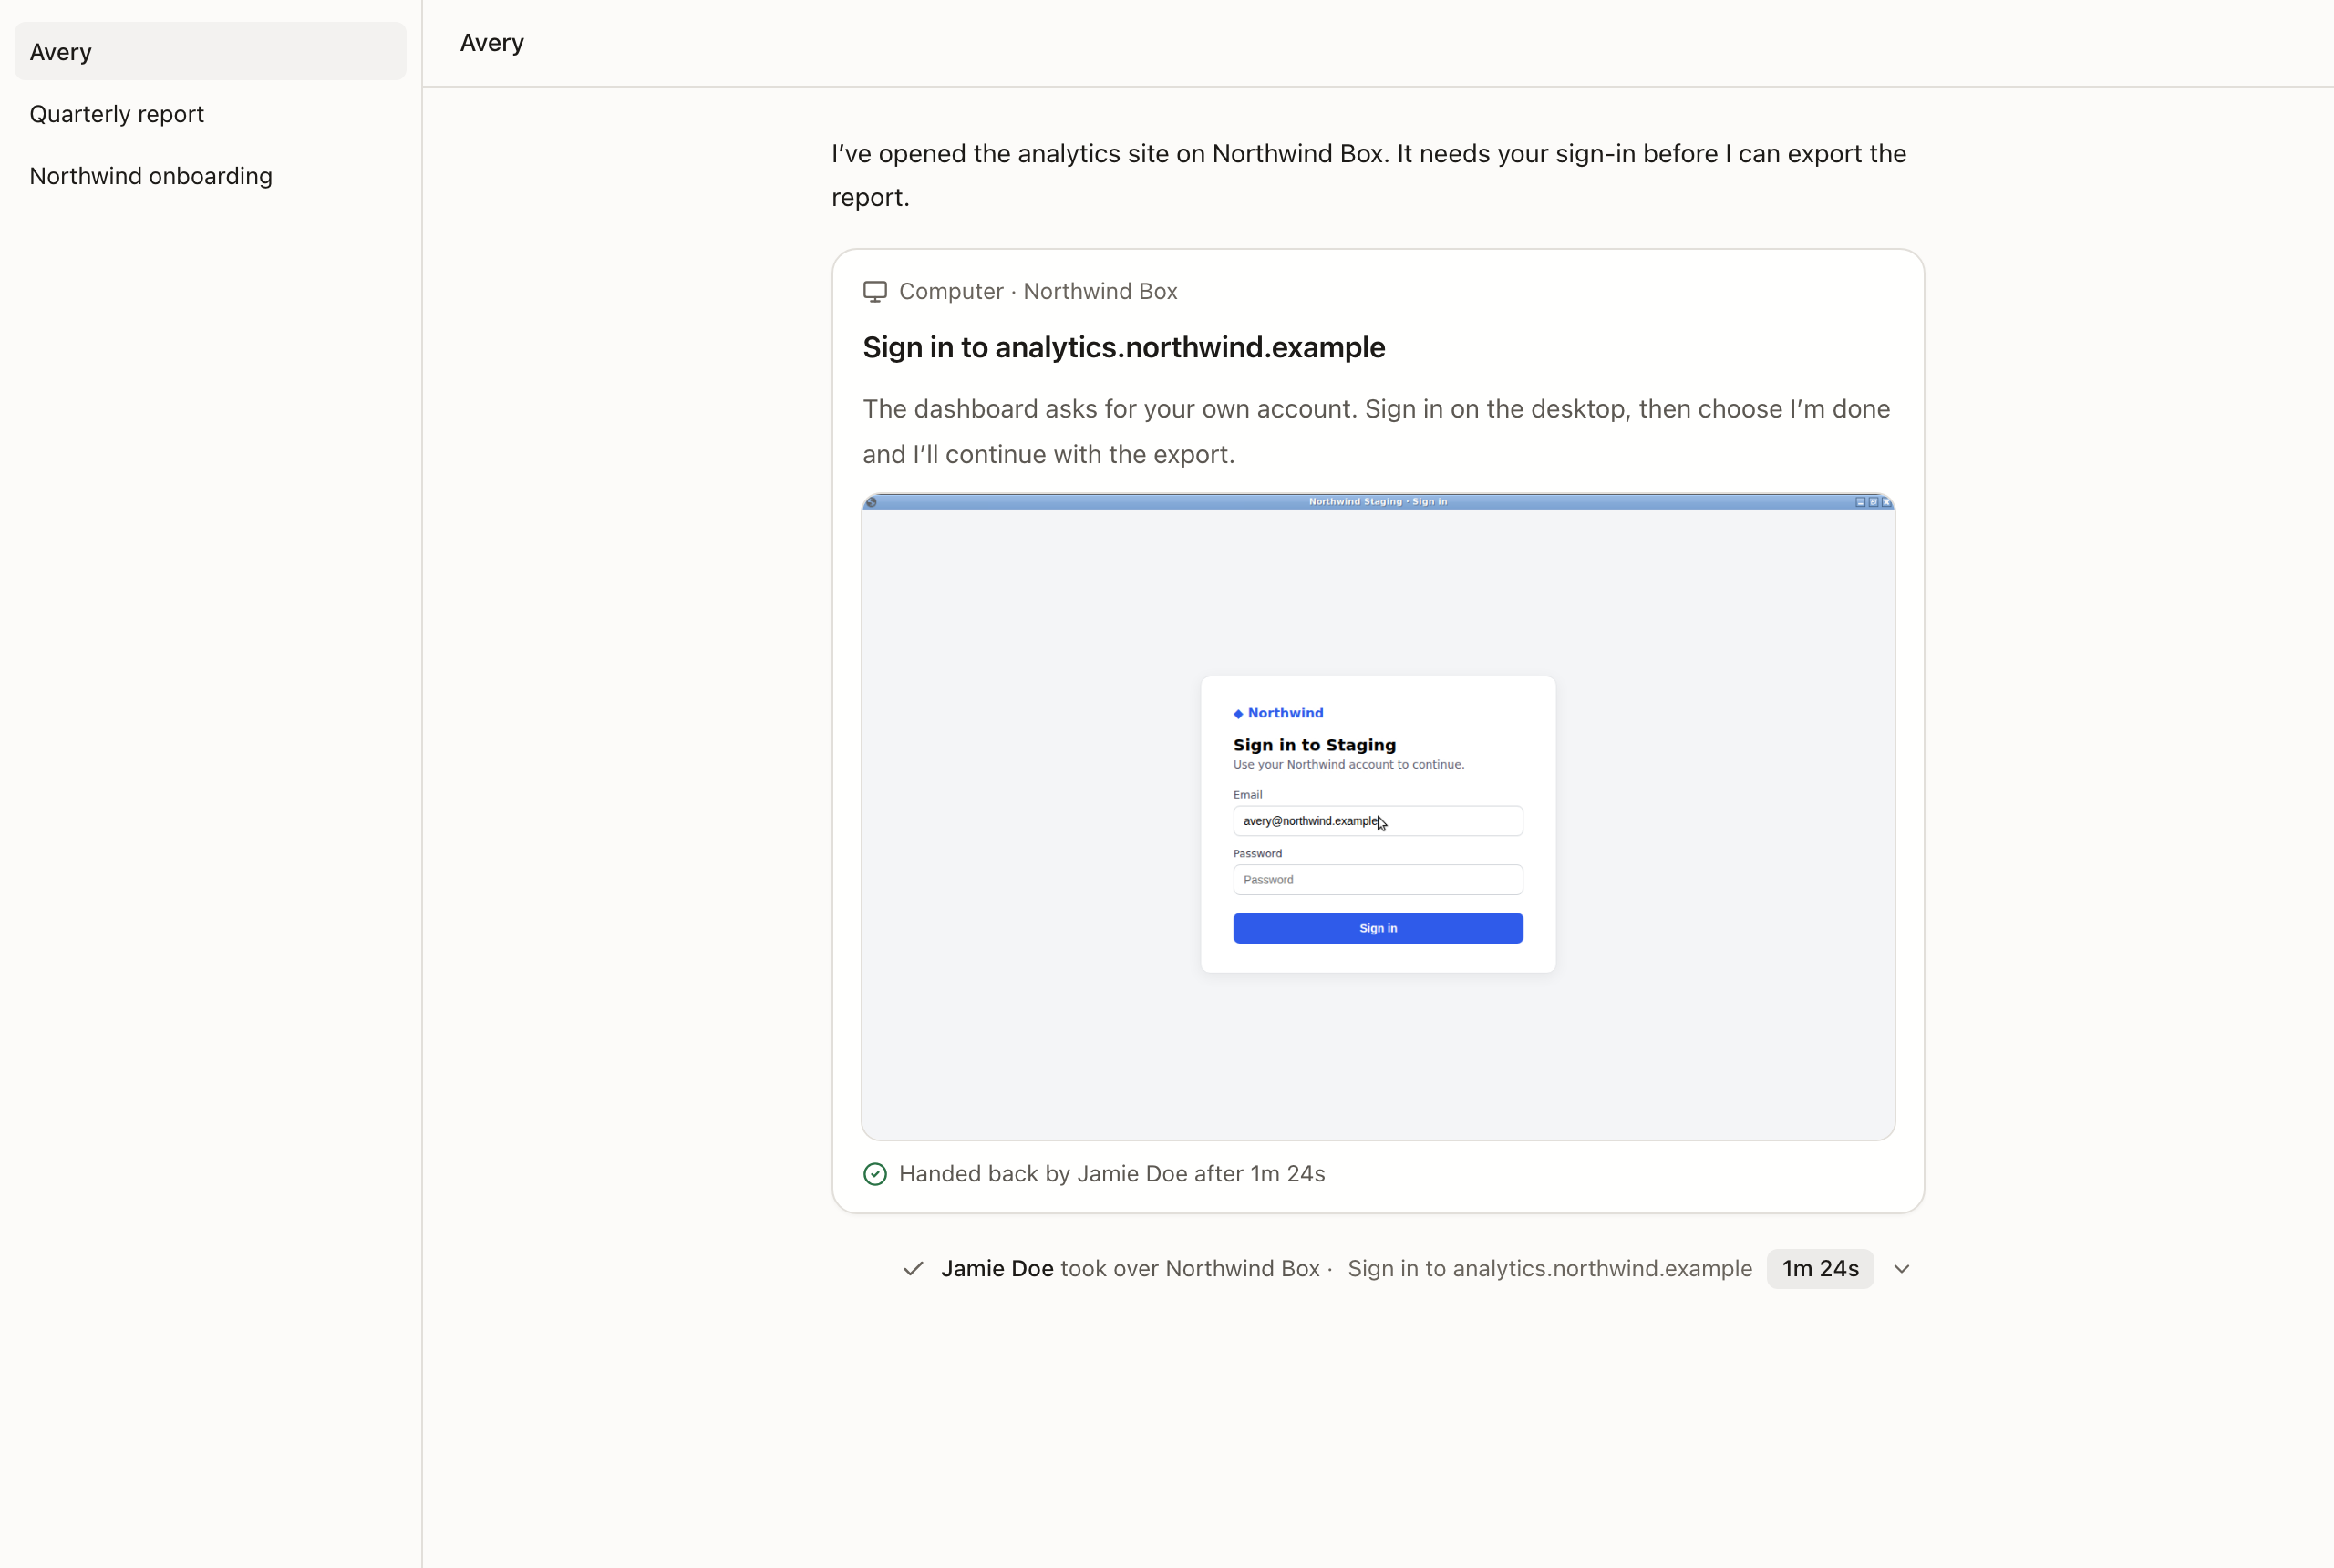 Avery
Quarterly report
Northwind onboarding
Avery
I’ve opened the analytics site on Northwind Box. It needs your sign-in before I can export the
report.
Computer · Northwind Box
Sign in to analytics.northwind.example
The dashboard asks for your own account. Sign in on the desktop, then choose I’m done
and I’ll continue with the export.
Northwind Staging - Sign in
◆ Northwind
Sign in to Staging
Use your Northwind account to continue.
Email
avery@northwind.example
Password
Password
Sign in
Handed back by Jamie Doe after 1m 24s
Jamie Doe took over Northwind Box · Sign in to analytics.northwind.example 1m 24s